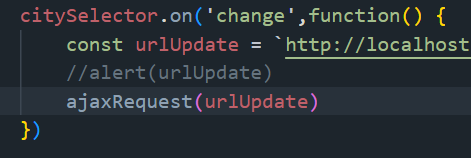 citySelector.on('change',function() {
const urlUpdate = `http://localhost
//alert(urlUpdate)
ajaxRequest(urlUpdate)
})